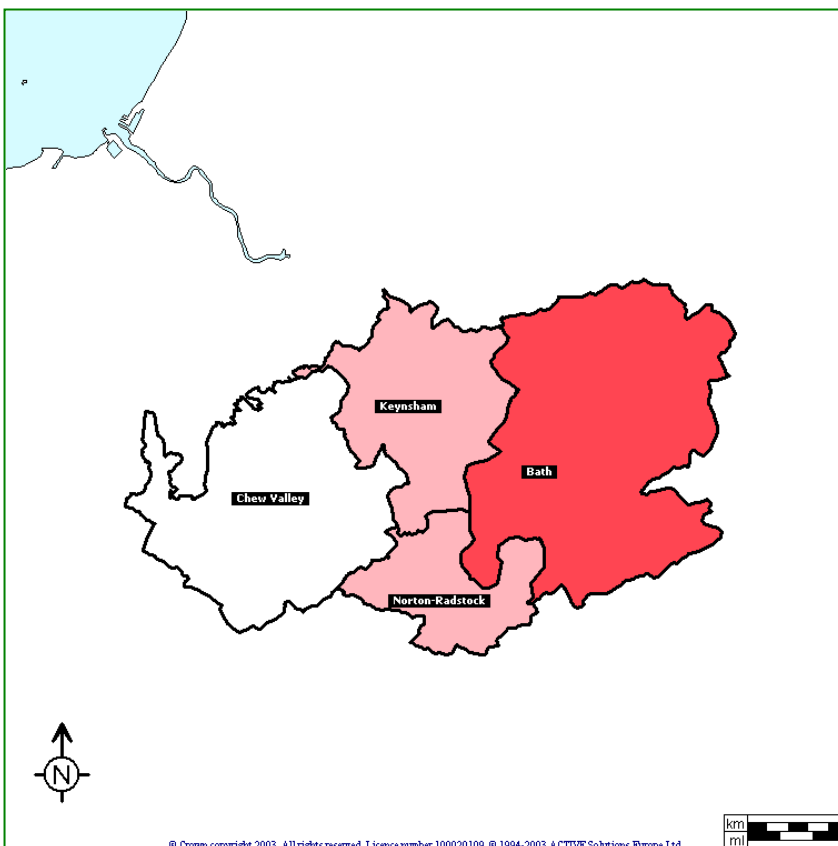 Keynsham
Bath
Chew Valley
Norton-Radstock
N
km
ml
© Crown copyright 2003. All rights reserved. Licence number 100020109. © 1994-2003 ACTIVE Solutions Europe Ltd